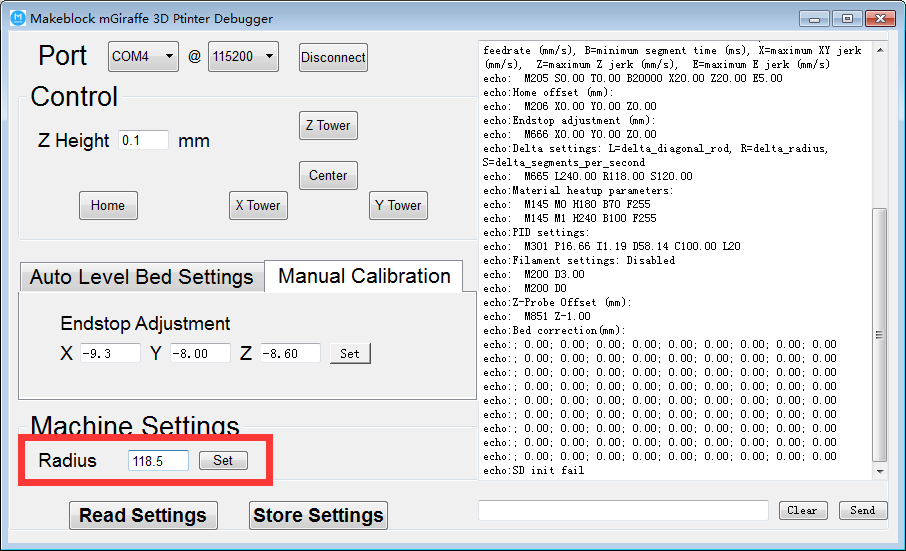 Makeblock mGiraffe 3D Ptinter Debugger
Port
COM4
@
115200
Disconnect
Control
Z Height
0.1
mm
Z Tower
Center
Home
X Tower
Y Tower
Auto Level Bed Settings
Manual Calibration
Endstop Adjustment
X
-9.3
Y
-8.00
Z
-8.60
Set
Machine Settings
Radius
118.5
Set
Read Settings
Store Settings
feedrate (mm/s), B=minimum segment time (ms), X=maximum XY jerk
(mm/s),  Z=maximum Z jerk (mm/s),  E=maximum E jerk (mm/s)
echo:  M205 S0.00 T0.00 B20000 X20.00 Z20.00 E5.00
echo:Home offset (mm):
echo:  M206 X0.00 Y0.00 Z0.00
echo:Endstop adjustment (mm):
echo:  M666 X0.00 Y0.00 Z0.00
echo:Delta settings: L=delta_diagonal_rod, R=delta_radius,
S=delta_segments_per_second
echo:  M665 L240.00 R118.00 S120.00
echo:Material heatup parameters:
echo:  M145 M0 H180 B70 F255
echo:  M145 M1 H240 B100 F255
echo:PID settings:
echo:  M301 P16.66 I1.19 D58.14 C100.00 L20
echo:Filament settings: Disabled
echo:  M200 D3.00
echo:  M200 D0
echo:Z-Probe Offset (mm):
echo:  M851 Z-1.00
echo:Bed correction(mm):
echo:; 0.00; 0.00; 0.00; 0.00; 0.00; 0.00; 0.00; 0.00; 0.00
echo:; 0.00; 0.00; 0.00; 0.00; 0.00; 0.00; 0.00; 0.00; 0.00
echo:; 0.00; 0.00; 0.00; 0.00; 0.00; 0.00; 0.00; 0.00; 0.00
echo:; 0.00; 0.00; 0.00; 0.00; 0.00; 0.00; 0.00; 0.00; 0.00
echo:; 0.00; 0.00; 0.00; 0.00; 0.00; 0.00; 0.00; 0.00; 0.00
echo:; 0.00; 0.00; 0.00; 0.00; 0.00; 0.00; 0.00; 0.00; 0.00
echo:; 0.00; 0.00; 0.00; 0.00; 0.00; 0.00; 0.00; 0.00; 0.00
echo:; 0.00; 0.00; 0.00; 0.00; 0.00; 0.00; 0.00; 0.00; 0.00
echo:; 0.00; 0.00; 0.00; 0.00; 0.00; 0.00; 0.00; 0.00; 0.00
echo:SD init fail
Clear
Send